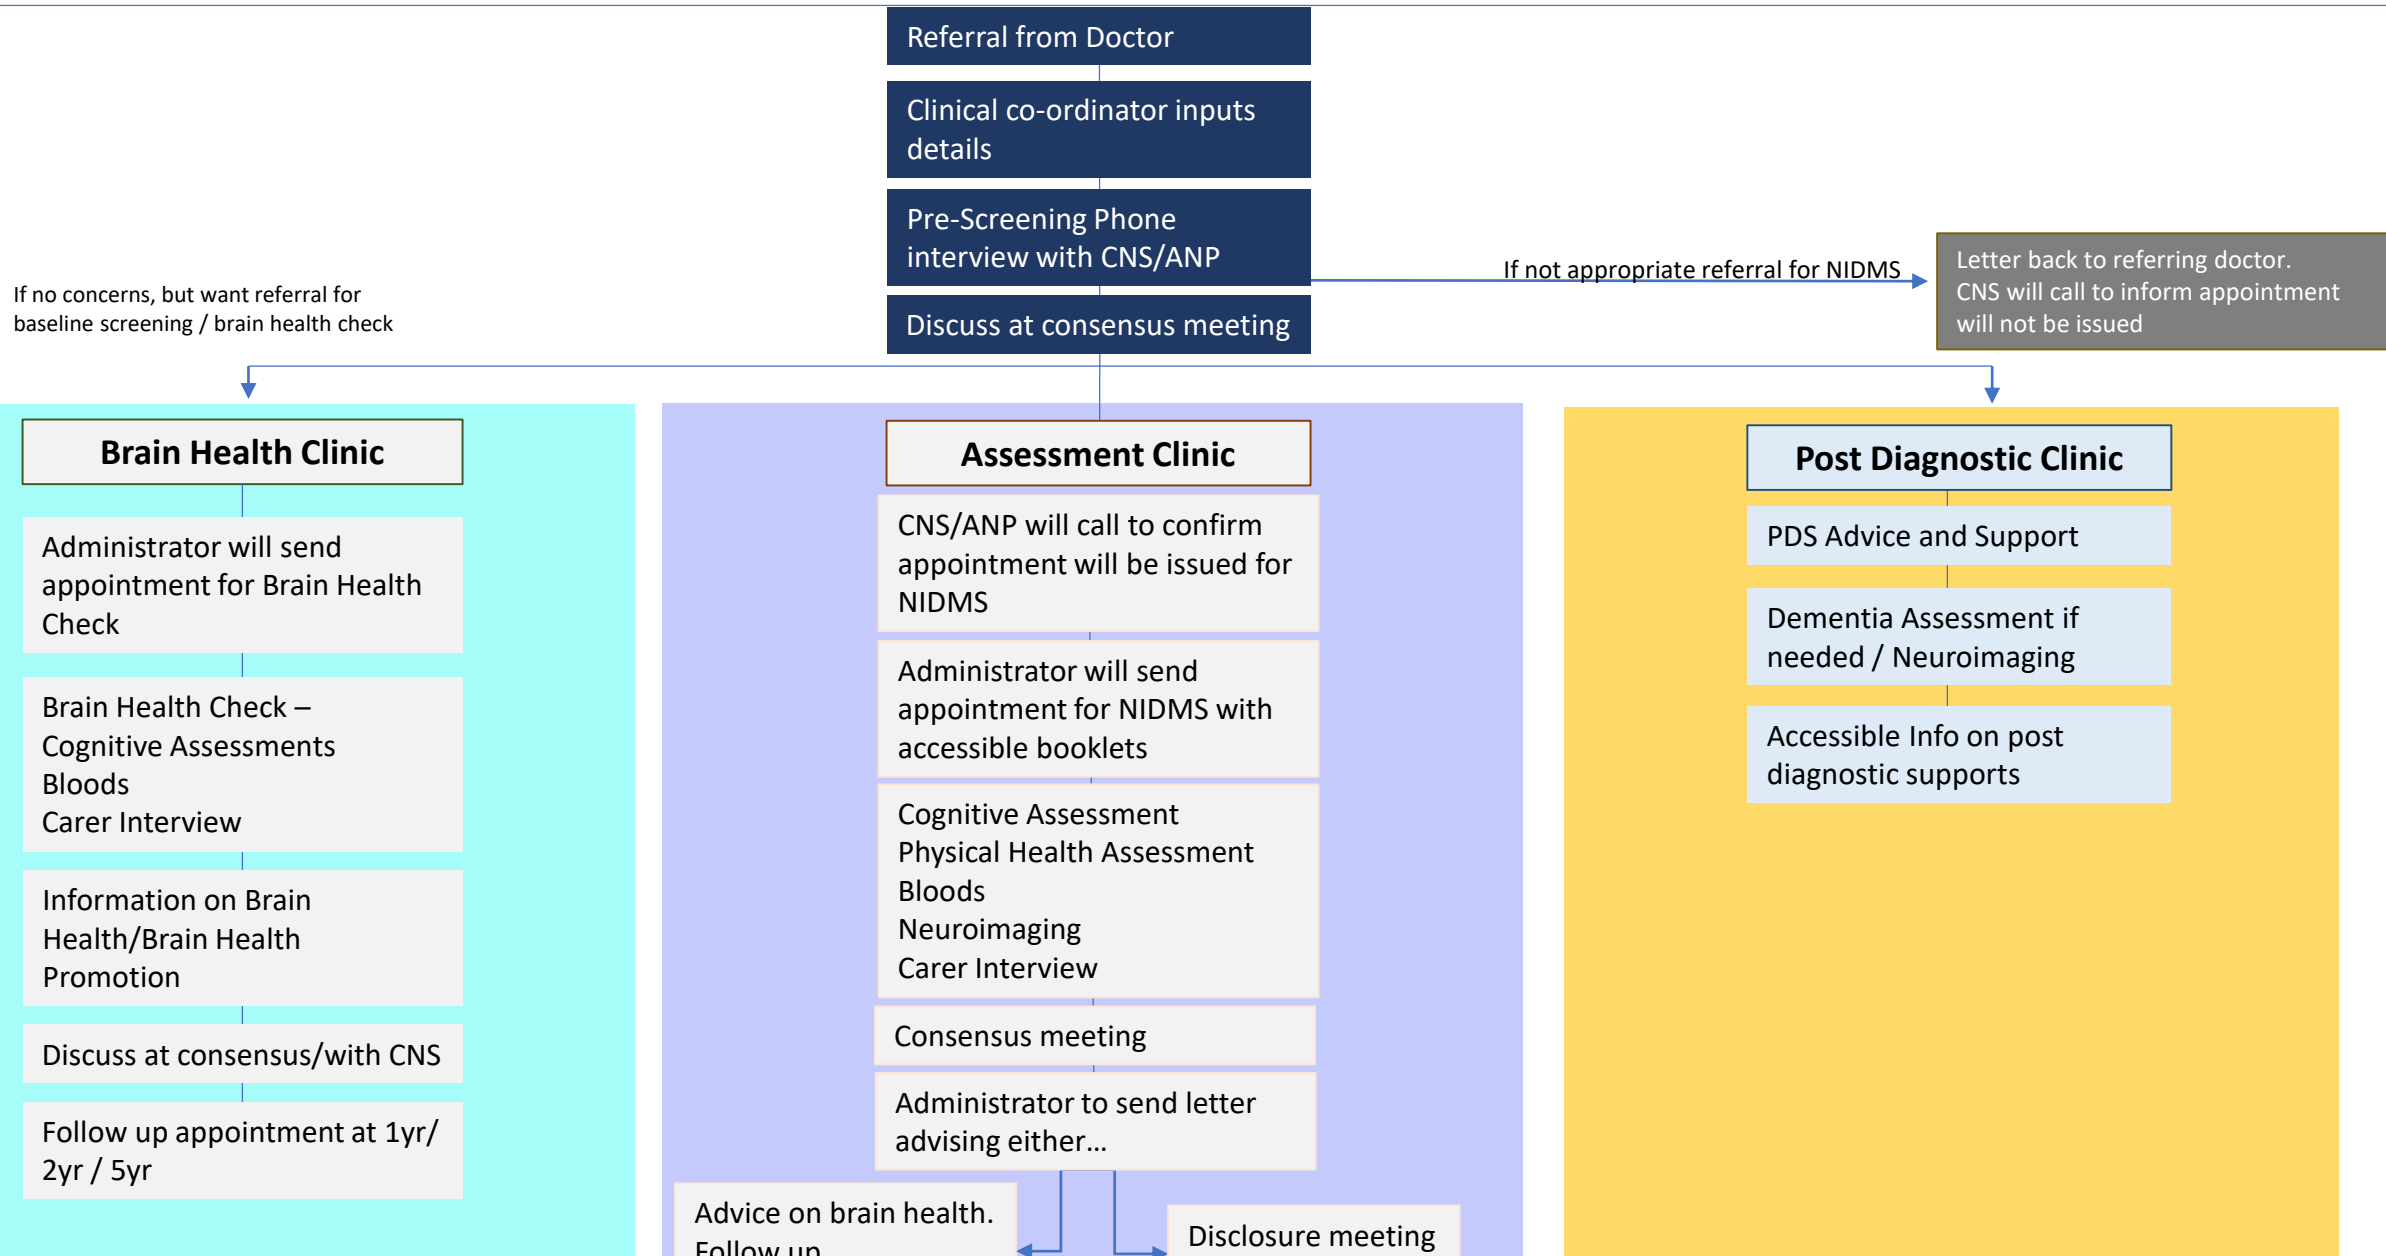 Referral from Doctor
Clinical co-ordinator inputs
details
Pre-Screening Phone
interview with CNS/ANP
If not appropriate referral for NIDMS
Letter back to referring doctor.
CNS will call to inform appointment
will not be issued
If no concerns, but want referral for
baseline screening / brain health check
Discuss at consensus meeting
Brain Health Clinic
Administrator will send
appointment for Brain Health
Check
Brain Health Check –
Cognitive Assessments
Bloods
Carer Interview
Information on Brain
Health/Brain Health
Promotion
Discuss at consensus/with CNS
Follow up appointment at 1yr/
2yr / 5yr
Assessment Clinic
CNS/ANP will call to confirm
appointment will be issued for
NIDMS
Administrator will send
appointment for NIDMS with
accessible booklets
Cognitive Assessment
Physical Health Assessment
Bloods
Neuroimaging
Carer Interview
Consensus meeting
Administrator to send letter
advising either…
Advice on brain health.
Follow up
Disclosure meeting
Post Diagnostic Clinic
PDS Advice and Support
Dementia Assessment if
needed / Neuroimaging
Accessible Info on post
diagnostic supports